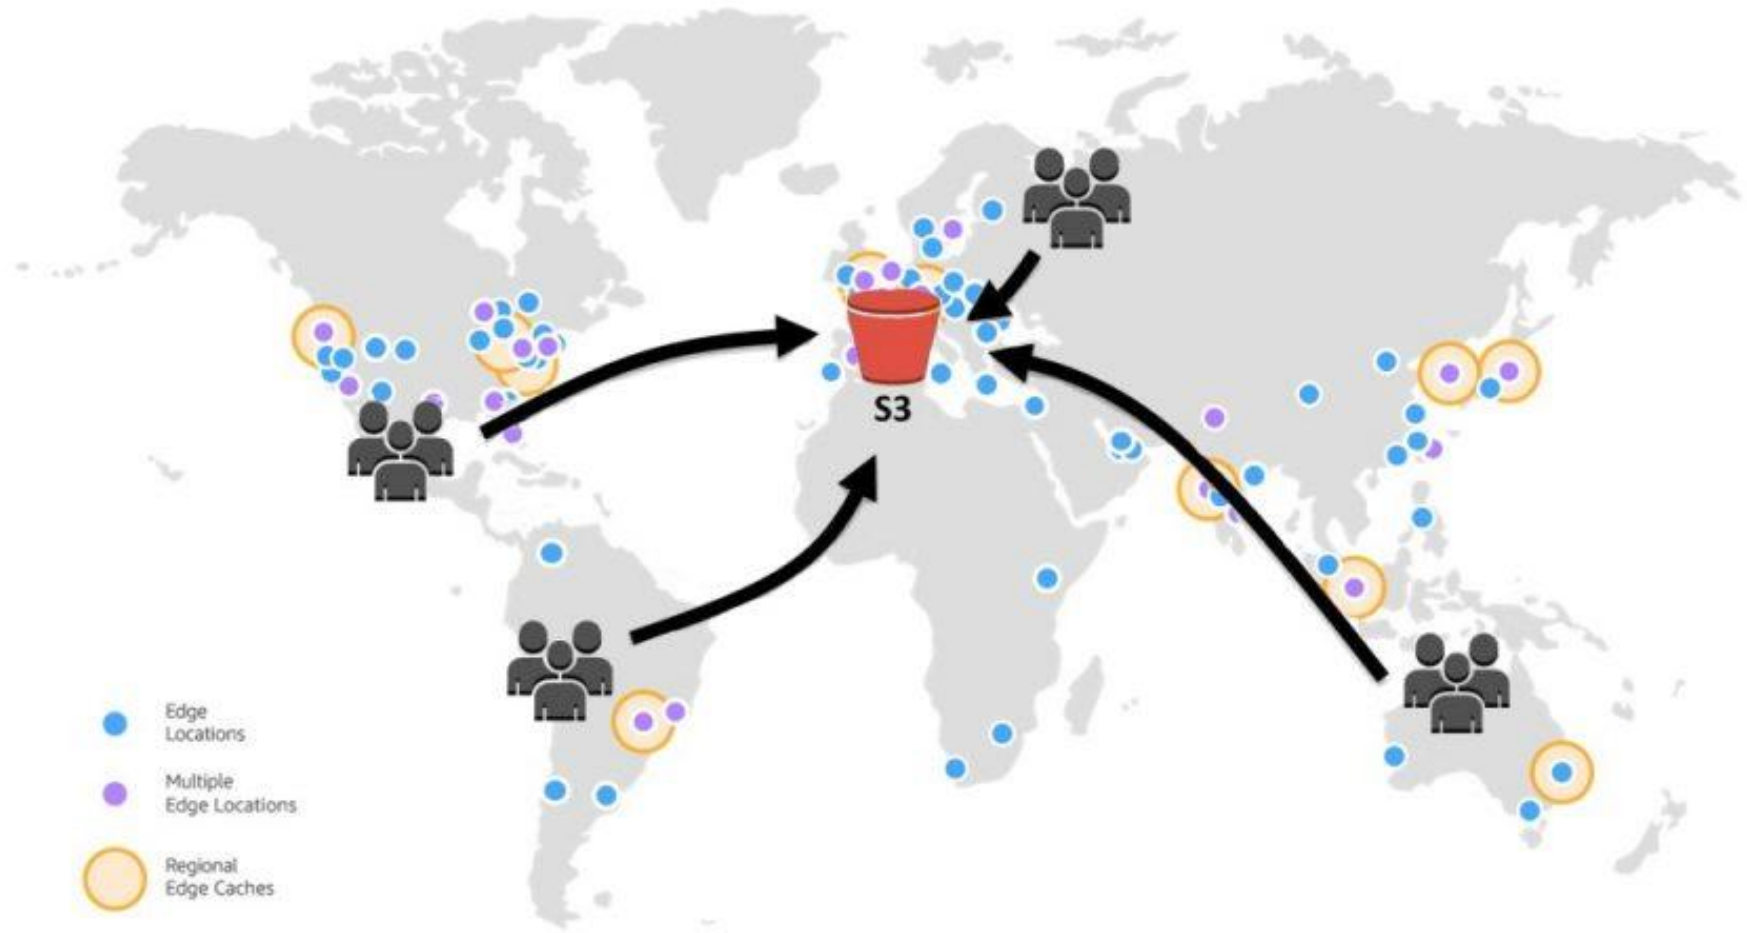 S3
Edge
Locations
Multiple
Edge Locations
Regional
Edge Caches